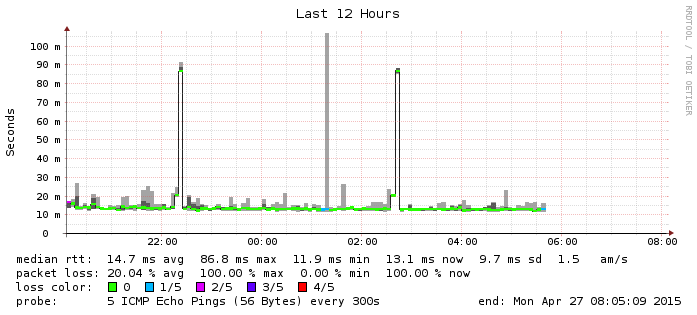 Last 12 Hours
RRDTOOL / TOBI OETIKER
Seconds
100 m
90 m
80 m
70 m
60 m
50 m
40 m
30 m
20 m
10 m
0
22:00 00:00 02:00 04:00 06:00 08:00
median rtt: 14.7 ms avg 86.8 ms max 11.9 ms min 13.1 ms now 9.7 ms sd 1.5 am/s
packet loss: 20.04 % avg 100.00 % max 0.00 % min 100.00 % now
loss color: 0 1/5 2/5 3/5 4/5
probe: 5 ICMP Echo Pings (56 Bytes) every 300s end: Mon Apr 27 08:05:09 2015